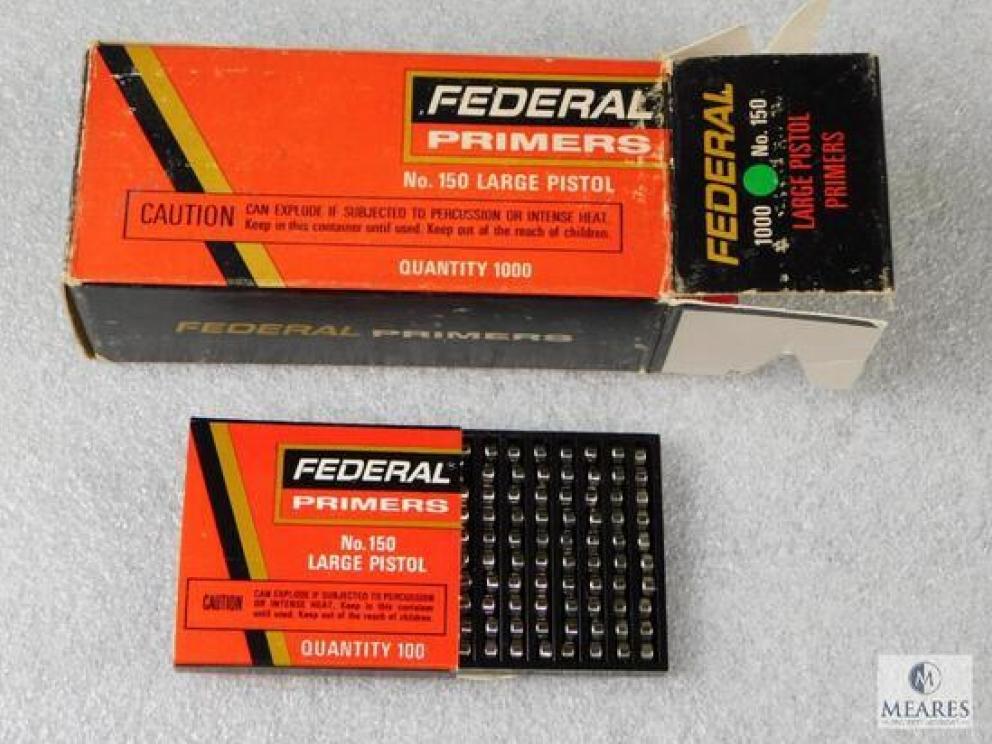 FEDERAL
PRIMERS
No. 150 LARGE PISTOL
CAUTION
CAN EXPLODE IF SUBJECTED TO PERCUSSION OR INTENSE HEAT.
Keep in this container until used. Keep out of the reach of children.
QUANTITY 1000
FEDERAL PRIMERS
FEDERAL
1000 No. 150
LARGE PISTOL
PRIMERS
FEDERAL
PRIMERS
No. 150
LARGE PISTOL
CAUTION
CAN EXPLODE IF SUBJECTED TO PERCUSSION
OR INTENSE HEAT. Keep in this container
until used. Keep out of the reach of children.
QUANTITY 100
M
MEARES